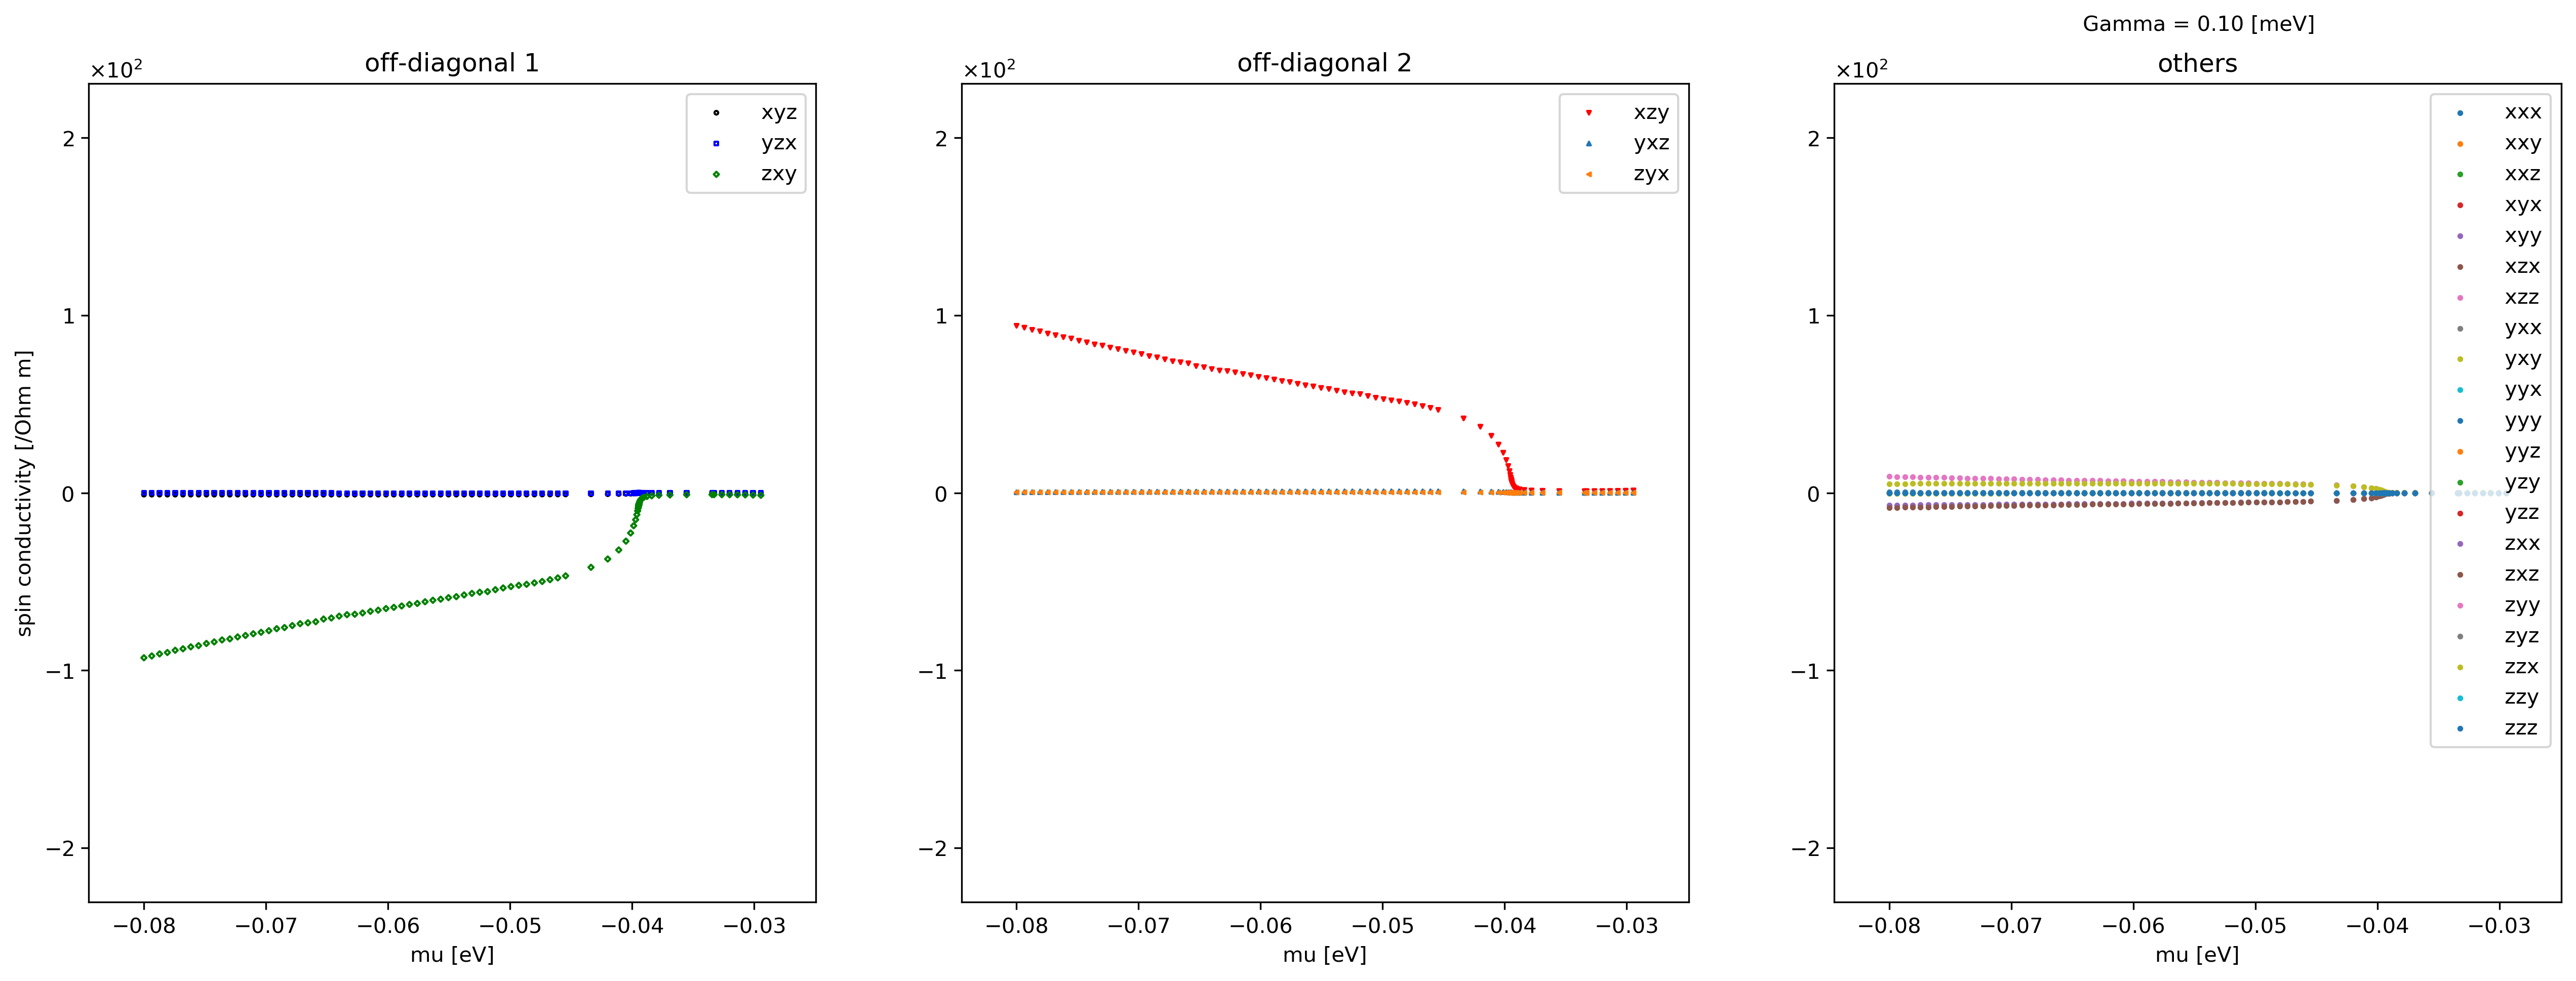 Gamma = 0.10 [meV]
off-diagonal 1
×10²
2
1
0
−1
−2
spin conductivity [/Ohm m]
−0.08 −0.07 −0.06 −0.05 −0.04 −0.03
mu [eV]
xyz
yzx
zxy
off-diagonal 2
×10²
2
1
0
−1
−2
−0.08 −0.07 −0.06 −0.05 −0.04 −0.03
mu [eV]
xzy
yxz
zyx
others
×10²
2
1
0
−1
−2
−0.08 −0.07 −0.06 −0.05 −0.04 −0.03
mu [eV]
xxx
xxy
xxz
xyx
xyy
xzx
xzz
yxx
yxy
yyx
yyy
yyz
yzy
yzz
zxx
zxz
zyy
zyz
zzx
zzy
zzz